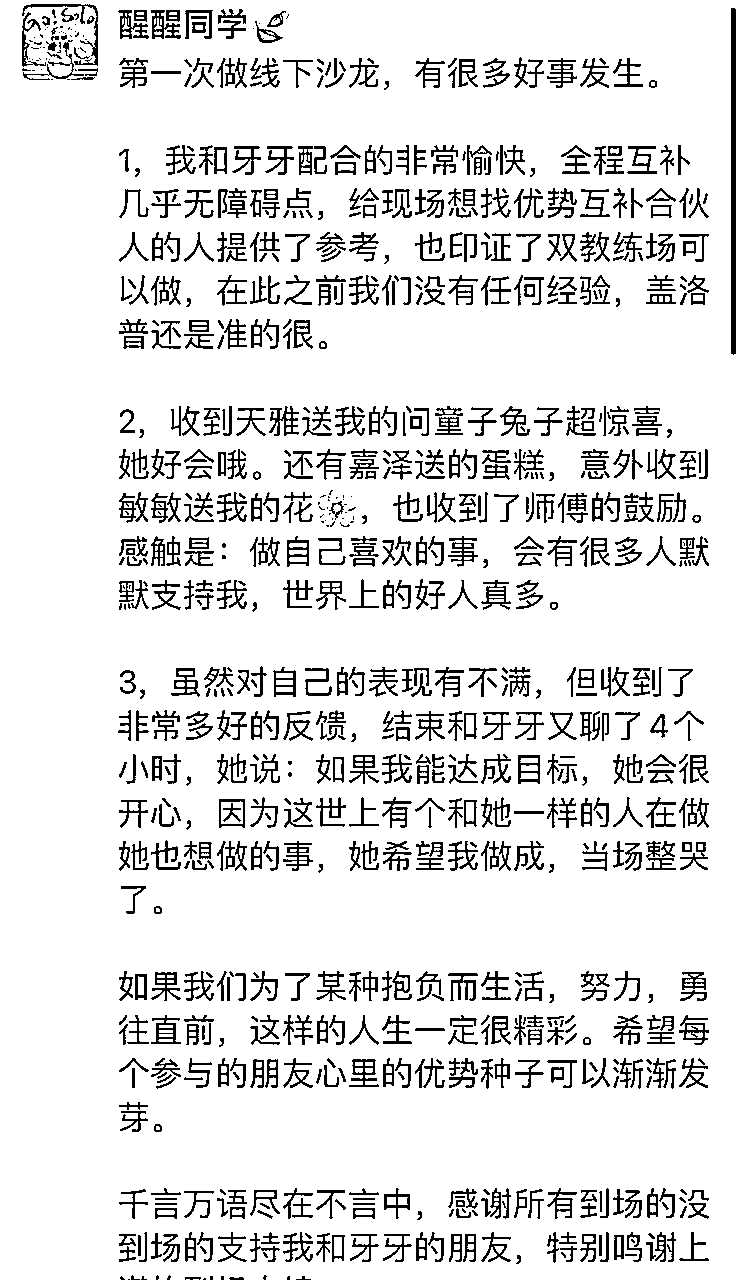 醒醒同学
第一次做线下沙龙，有很多好事发生。
1，我和牙牙配合的非常愉快，全程互补
几乎无障碍点，给现场想找优势互补合伙
人的人提供了参考，也印证了双教练场可
以做，在此之前我们没有任何经验，盖洛
普还是准的很。
2，收到天雅送我的问童子兔子超惊喜，
她好会哦。还有嘉泽送的蛋糕，意外收到
敏敏送我的花🌸，也收到了师傅的鼓励。
感触是：做自己喜欢的事，会有很多人默
默支持我，世界上的好人真多。
3，虽然对自己的表现有不满，但收到了
非常多好的反馈，结束和牙牙又聊了4个
小时，她说：如果我能达成目标，她会很
开心，因为这世上有个和她一样的人在做
她也想做的事，她希望我做成，当场整哭
了。
如果我们为了某种抱负而生活，努力，勇
往直前，这样的人生一定很精彩。希望每
个参与的朋友心里的优势种子可以渐渐发
芽。
千言万语尽在不言中，感谢所有到场的没
到场的支持我和牙牙的朋友，特别鸣谢上